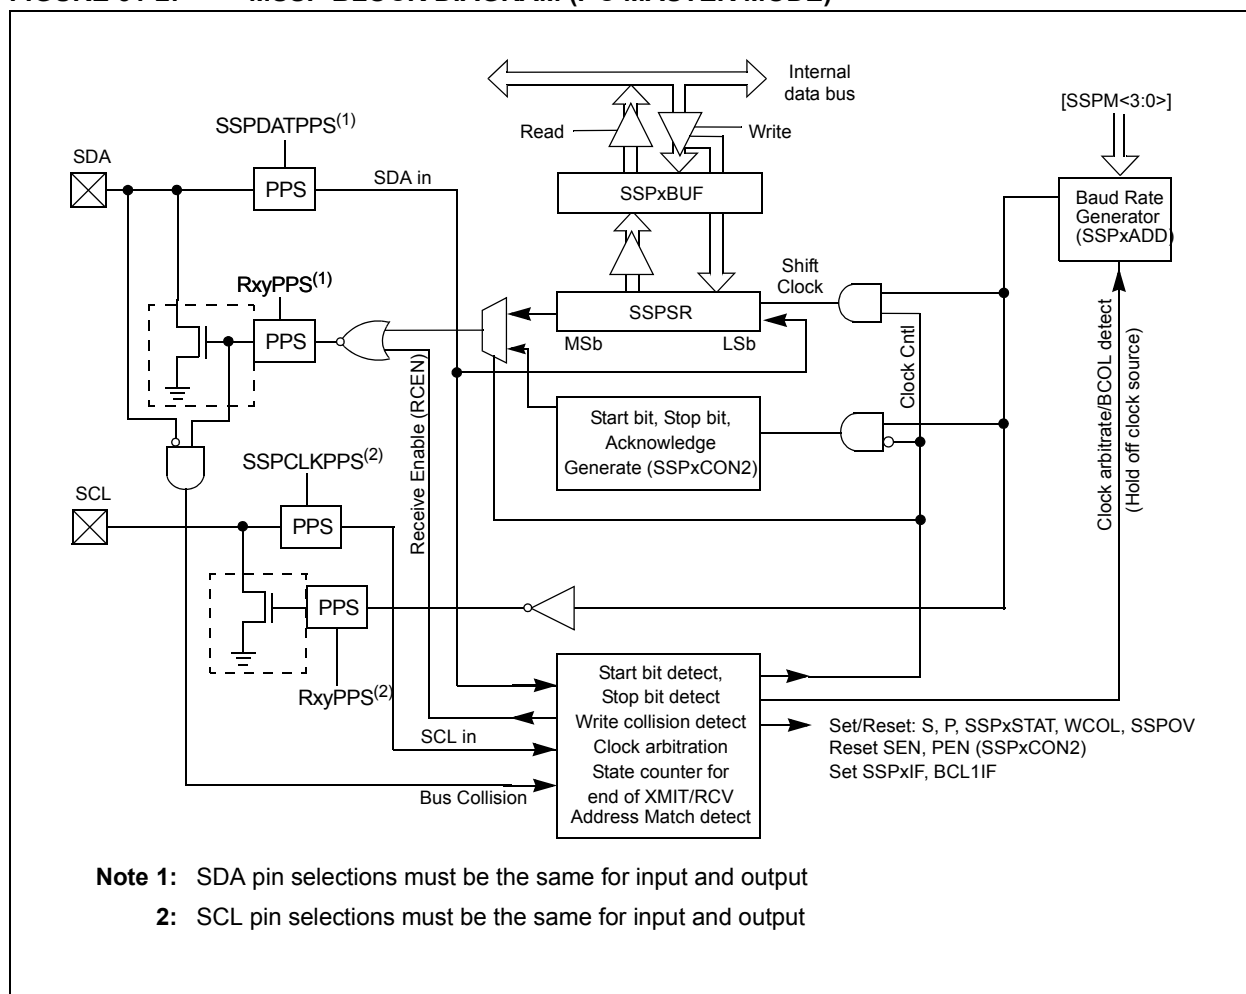 Internal
data bus
[SSPM<3:0>]
SSPDATPPS(1)
Read
Write
SDA
PPS
SDA in
SSPxBUF
Baud Rate
Generator
(SSPxADD)
RxyPPS(1)
Shift
Clock
PPS
SSPSR
MSb
LSb
Clock Cntl
Clock arbitrate/BCOL detect
(Hold off clock source)
Receive Enable (RCEN)
Start bit, Stop bit,
Acknowledge
Generate (SSPxCON2)
SSPCLKPPS(2)
SCL
PPS
PPS
RxyPPS(2)
Start bit detect,
Stop bit detect
Write collision detect
Clock arbitration
State counter for
end of XMIT/RCV
Address Match detect
SCL in
Bus Collision
Set/Reset: S, P, SSPxSTAT, WCOL, SSPOV
Reset SEN, PEN (SSPxCON2)
Set SSPxIF, BCL1IF
Note 1: SDA pin selections must be the same for input and output
2: SCL pin selections must be the same for input and output